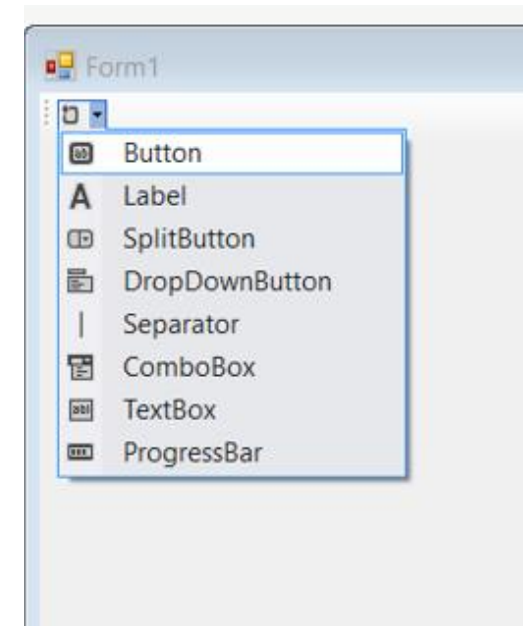 Form1
Button
Label
SplitButton
DropDownButton
Separator
ComboBox
TextBox
ProgressBar